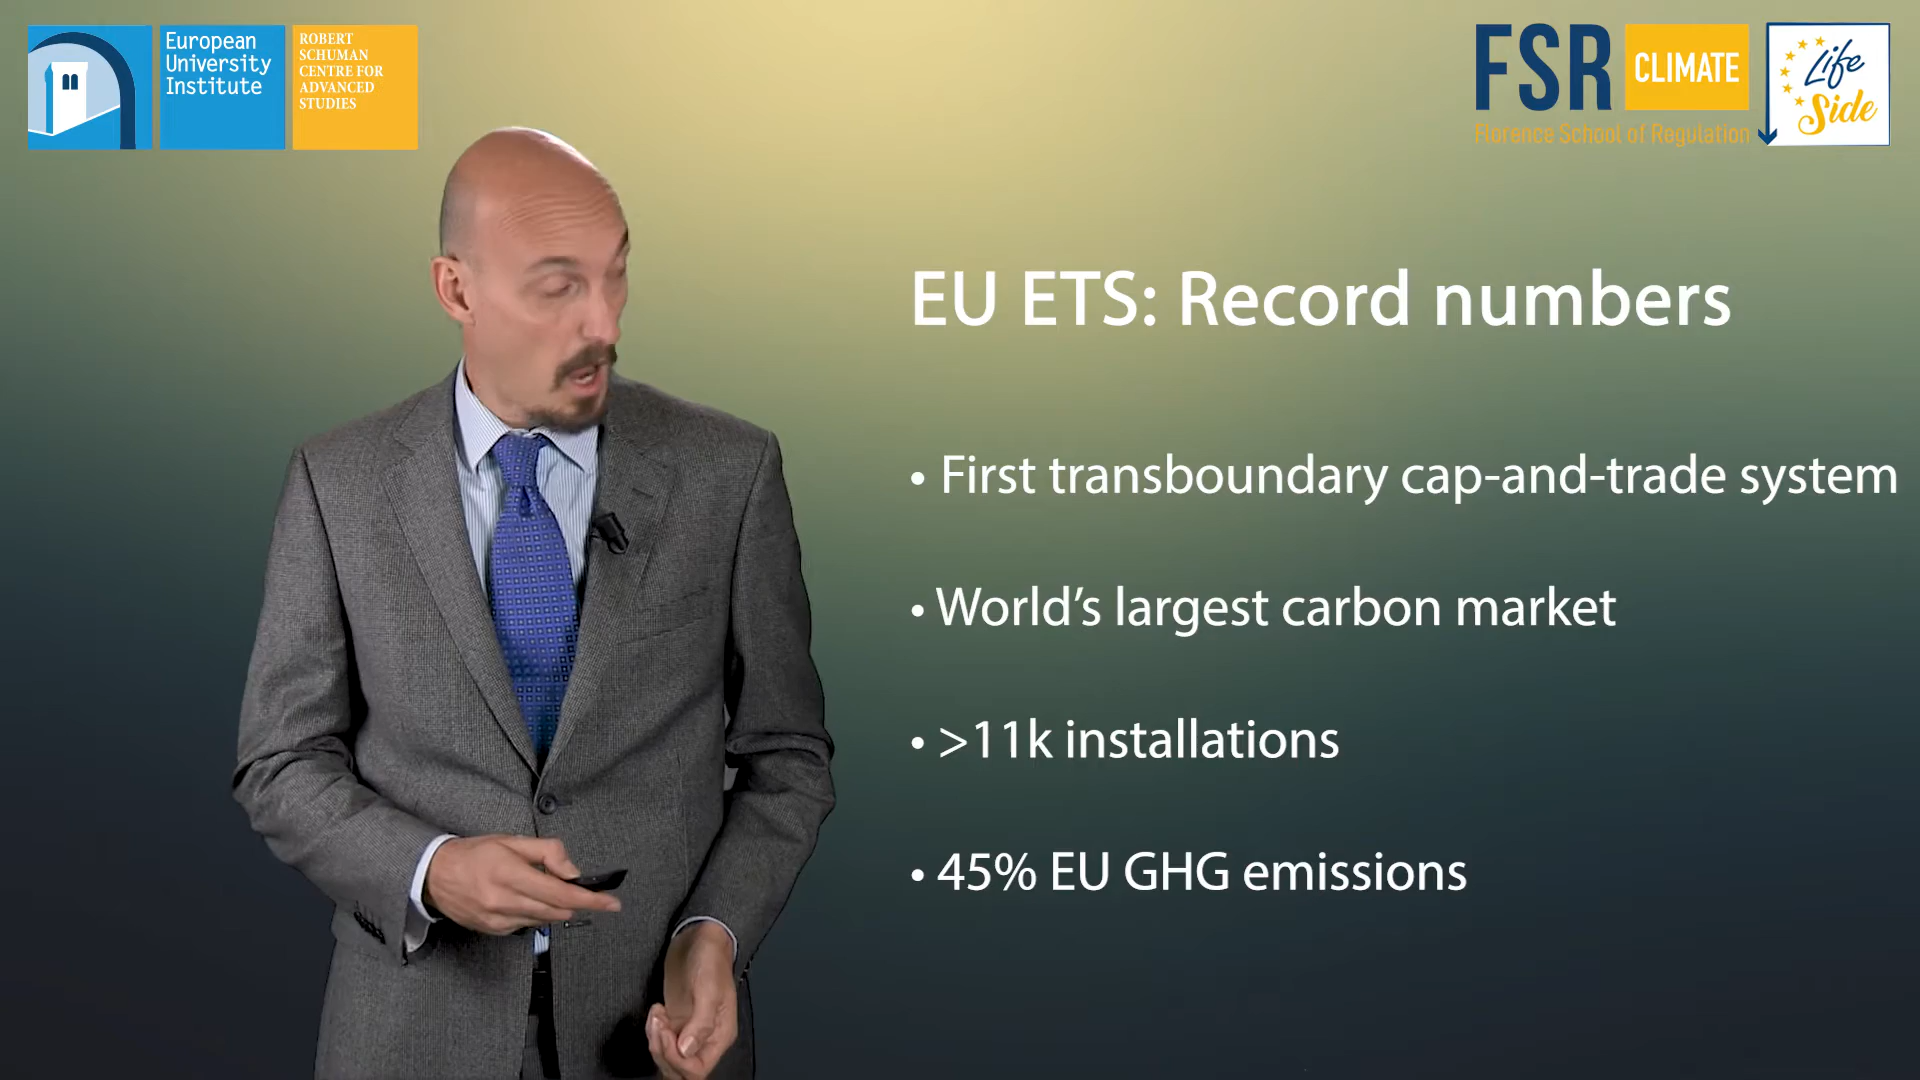 European
University
Institute
ROBERT
SCHUMAN
CENTRE FOR
ADVANCED
STUDIES
FSR CLIMATE
Florence School of Regulation
Life
Side
EU ETS: Record numbers
• First transboundary cap-and-trade system
• World’s largest carbon market
• >11k installations
• 45% EU GHG emissions